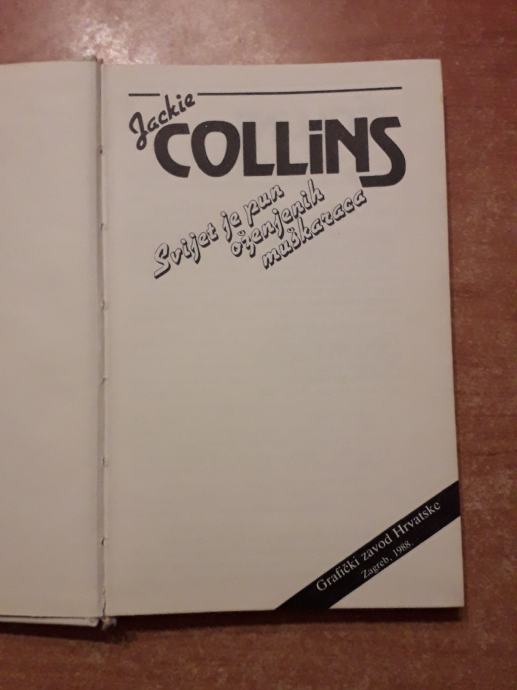 Jackie
COLLiNS
Svijet je pun
oženjenih
muškaraca
Grafički zavod Hrvatske
Zagreb, 1988.